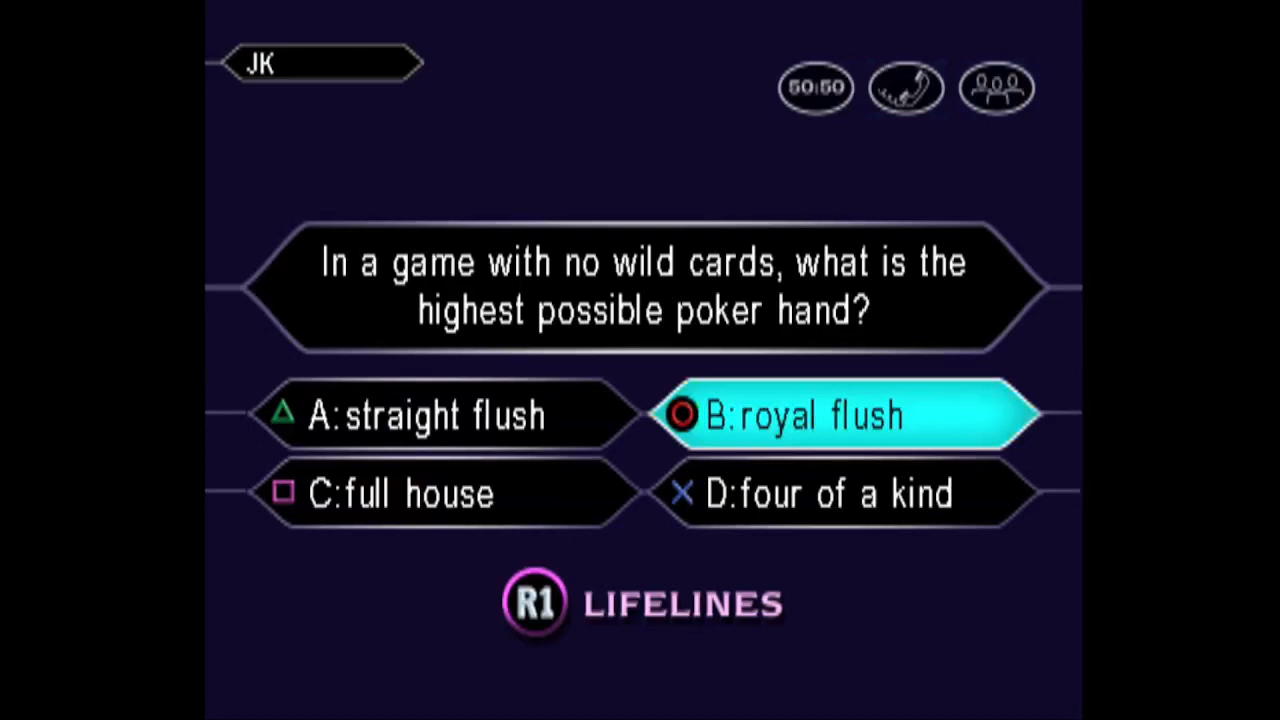 JK
50:50
In a game with no wild cards, what is the
highest possible poker hand?
A:straight flush
B:royal flush
C:full house
D:four of a kind
R1 LIFELINES